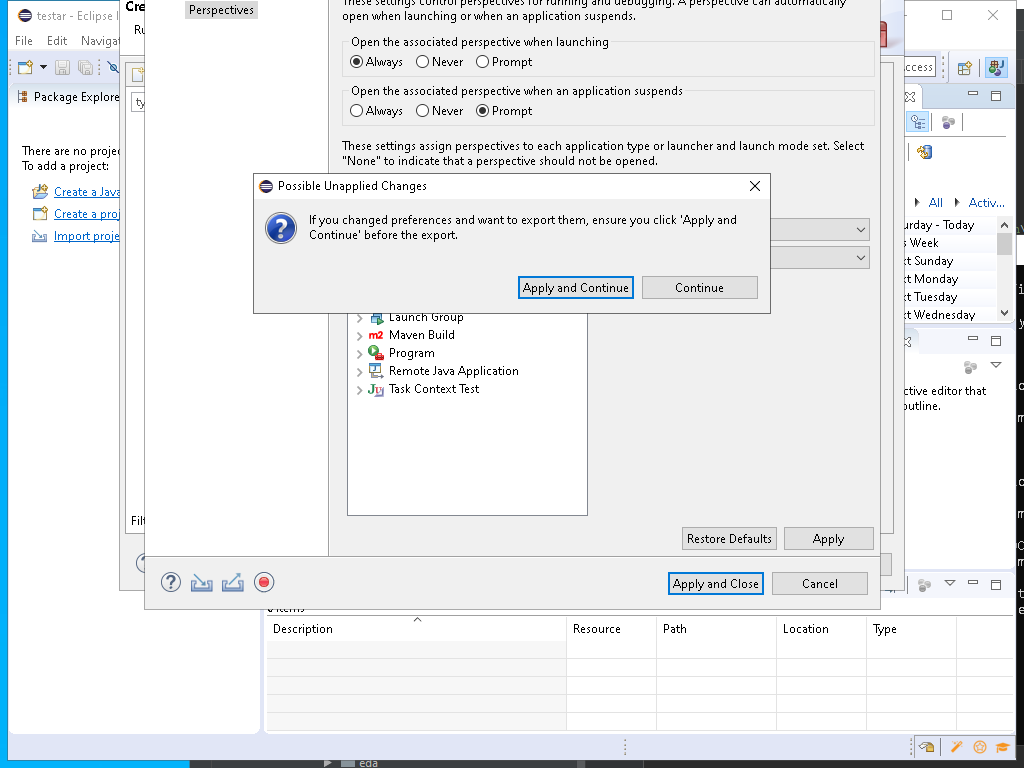 testar - Eclipse I
File Edit Navigat
Package Explore
There are no projec
To add a project:
Create a Java
Create a proj
Import proje
Cre
Ru
ty
Filt
Perspectives
These settings control perspectives for running and debugging. A perspective can automatically
open when launching or when an application suspends.
Open the associated perspective when launching
Always Never Prompt
Open the associated perspective when an application suspends
Always Never Prompt
These settings assign perspectives to each application type or launcher and launch mode set. Select
"None" to indicate that a perspective should not be opened.
Possible Unapplied Changes
If you changed preferences and want to export them, ensure you click 'Apply and
Continue' before the export.
Apply and Continue Continue
Launch Group
m2 Maven Build
Program
Remote Java Application
Ju Task Context Test
Restore Defaults Apply
Apply and Close Cancel
ccess
All Activ...
urday - Today
s Week
xt Sunday
xt Monday
xt Tuesday
xt Wednesday
ctive editor that
outline.
0 items
Description Resource Path Location Type
eda